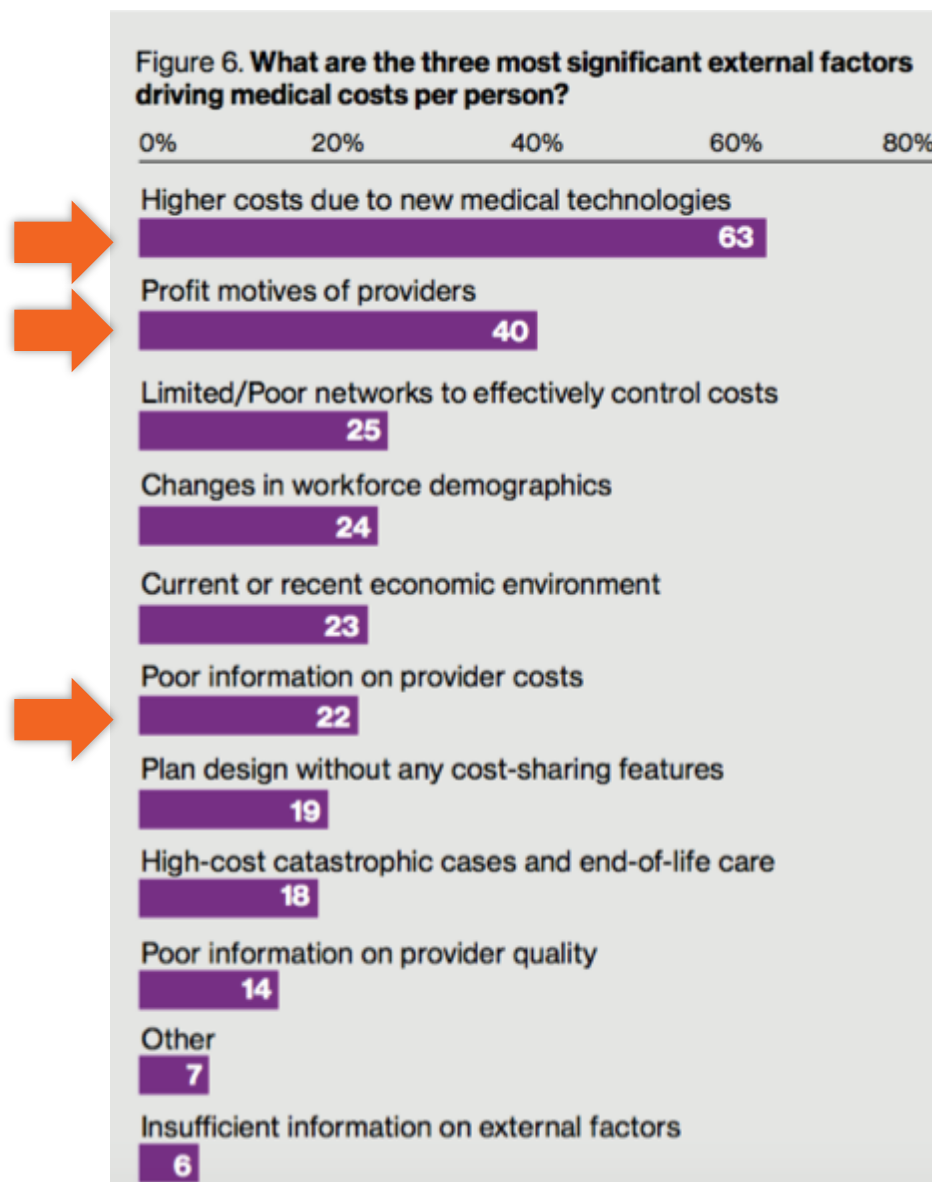 Figure 6. What are the three most significant external factors
driving medical costs per person?
0% 20% 40% 60% 80%
Higher costs due to new medical technologies
63
Profit motives of providers
40
Limited/Poor networks to effectively control costs
25
Changes in workforce demographics
24
Current or recent economic environment
23
Poor information on provider costs
22
Plan design without any cost-sharing features
19
High-cost catastrophic cases and end-of-life care
18
Poor information on provider quality
14
Other
7
Insufficient information on external factors
6